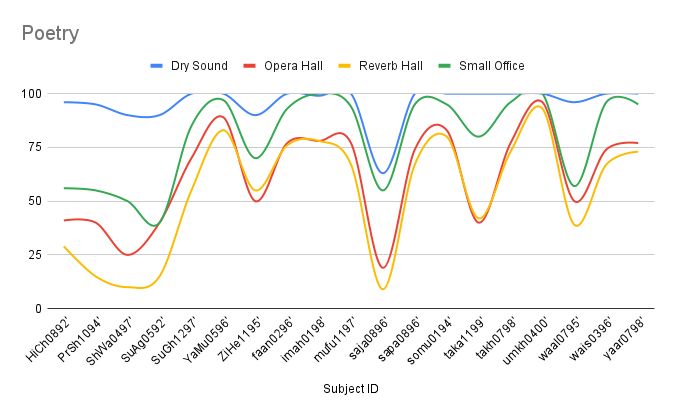 Poetry
Dry Sound Opera Hall Reverb Hall Small Office
100
75
50
25
0
HiCh0892' PrSh1094' ShWa0497' SuAg0592' SuGh1297' YaMu0596' ZiHe1195' faan0296' imah0198' mufu1197' saja0896' sapa0896' somu0194' taka1199' takh0798' umkh0400' waal0795' wais0396' yaar0798'
Subject ID